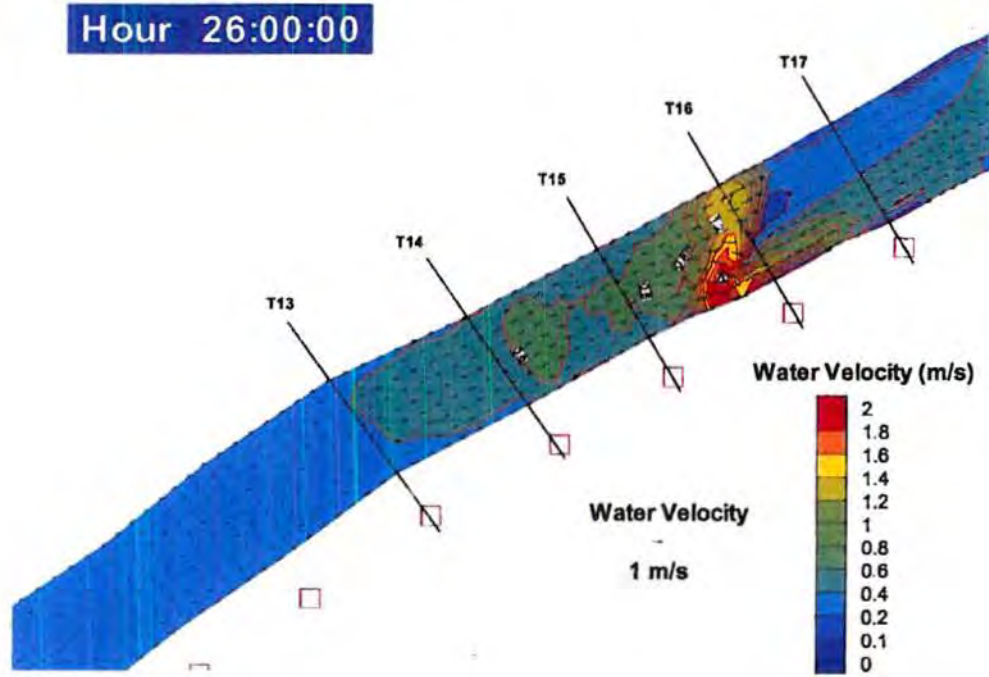 Hour 26:00:00
T17
T16
T15
T14
T13
Water Velocity (m/s)
2
1.8
1.6
1.4
1.2
1
0.8
0.6
0.4
0.2
0.1
0
Water Velocity
1 m/s